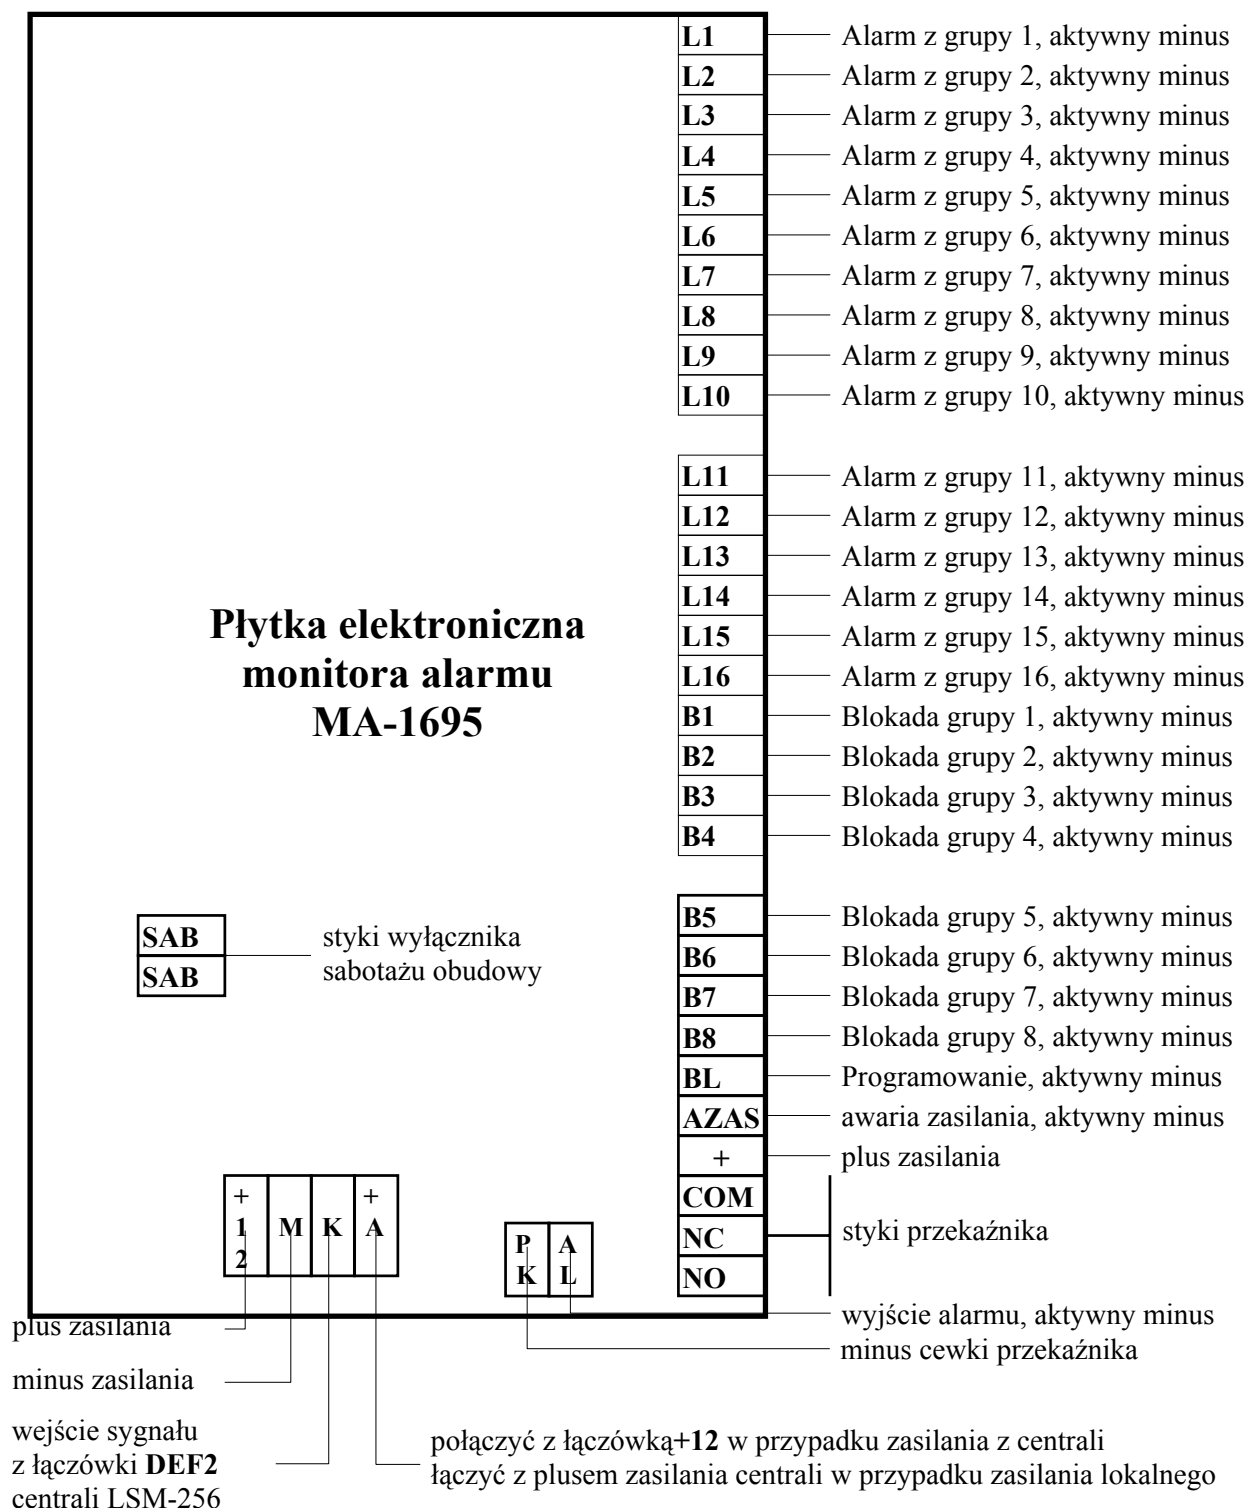 L1 Alarm z grupy 1, aktywny minus
L2 Alarm z grupy 2, aktywny minus
L3 Alarm z grupy 3, aktywny minus
L4 Alarm z grupy 4, aktywny minus
L5 Alarm z grupy 5, aktywny minus
L6 Alarm z grupy 6, aktywny minus
L7 Alarm z grupy 7, aktywny minus
L8 Alarm z grupy 8, aktywny minus
L9 Alarm z grupy 9, aktywny minus
L10 Alarm z grupy 10, aktywny minus
L11 Alarm z grupy 11, aktywny minus
L12 Alarm z grupy 12, aktywny minus
L13 Alarm z grupy 13, aktywny minus
L14 Alarm z grupy 14, aktywny minus
L15 Alarm z grupy 15, aktywny minus
L16 Alarm z grupy 16, aktywny minus
Płytka elektroniczna
monitora alarmu
MA-1695
B1 Blokada grupy 1, aktywny minus
B2 Blokada grupy 2, aktywny minus
B3 Blokada grupy 3, aktywny minus
B4 Blokada grupy 4, aktywny minus
B5 Blokada grupy 5, aktywny minus
B6 Blokada grupy 6, aktywny minus
B7 Blokada grupy 7, aktywny minus
B8 Blokada grupy 8, aktywny minus
BL Programowanie, aktywny minus
AZAS awaria zasilania, aktywny minus
+ plus zasilania
COM
NC styki przekaźnika
NO
SAB styki wyłącznika
SAB sabotażu obudowy
+12 M K +A
PK AL
wyjście alarmu, aktywny minus
minus cewki przekaźnika
plus zasilania
minus zasilania
wejście sygnału
z łączówki DEF2
centrali LSM-256
połączyć z łączówką+12 w przypadku zasilania z centrali
łączyć z plusem zasilania centrali w przypadku zasilania lokalnego